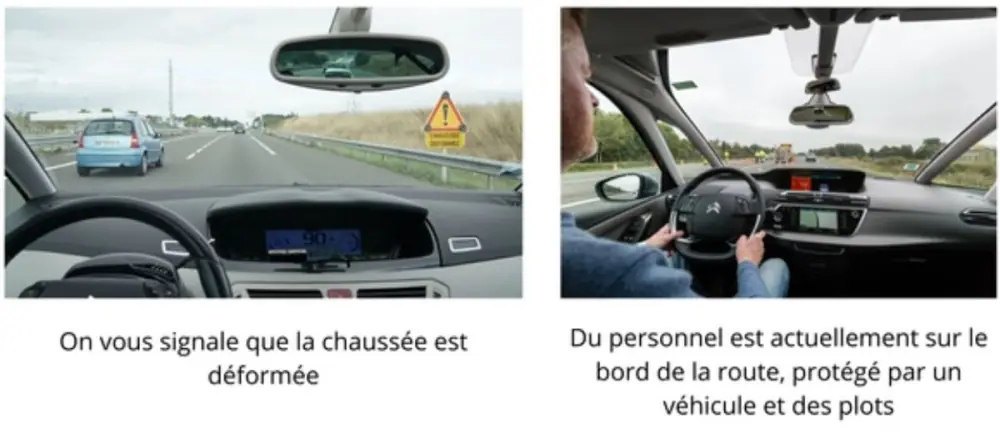 90
On vous signale que la chaussée est
déformée
Du personnel est actuellement sur le
bord de la route, protégé par un
véhicule et des plots